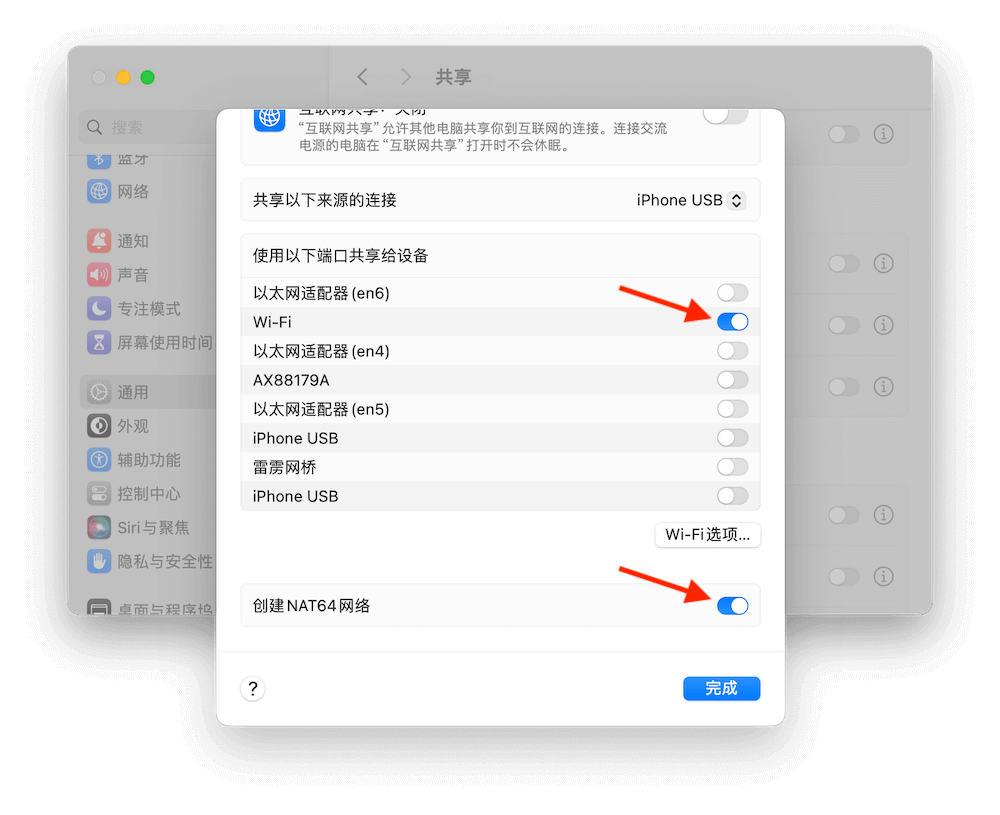 共享
搜索
蓝牙
网络
通知
声音
专注模式
屏幕使用时间
通用
外观
辅助功能
控制中心
Siri与聚焦
隐私与安全性
桌面与程序坞
互联网共享：关闭
“互联网共享”允许其他电脑共享你到互联网的连接。连接交流
电源的电脑在“互联网共享”打开时不会休眠。
共享以下来源的连接 iPhone USB
使用以下端口共享给设备
以太网适配器(en6)
Wi-Fi
以太网适配器(en4)
AX88179A
以太网适配器(en5)
iPhone USB
雷雳网桥
iPhone USB
Wi-Fi选项...
创建NAT64网络
?
完成